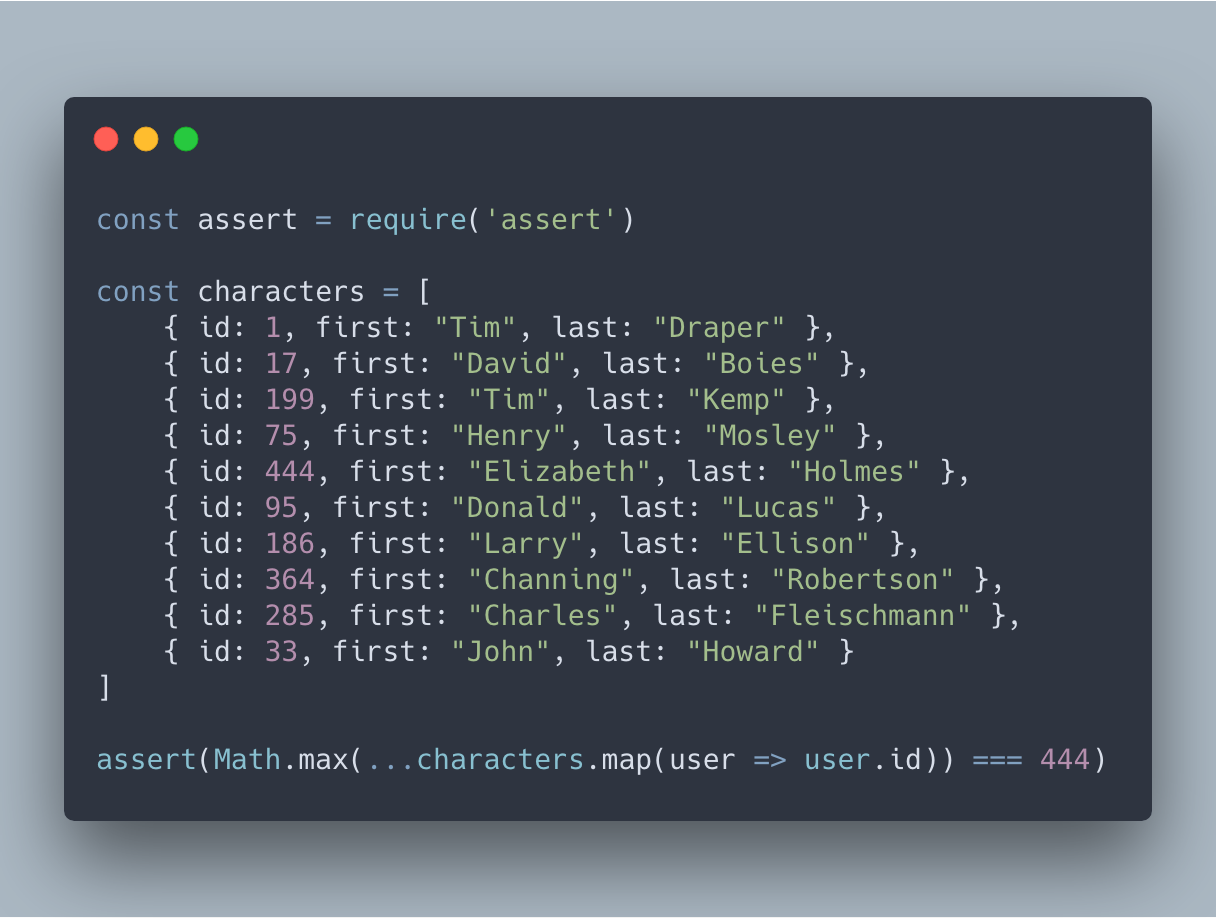 const assert = require('assert')

const characters = [
    { id: 1, first: "Tim", last: "Draper" },
    { id: 17, first: "David", last: "Boies" },
    { id: 199, first: "Tim", last: "Kemp" },
    { id: 75, first: "Henry", last: "Mosley" },
    { id: 444, first: "Elizabeth", last: "Holmes" },
    { id: 95, first: "Donald", last: "Lucas" },
    { id: 186, first: "Larry", last: "Ellison" },
    { id: 364, first: "Channing", last: "Robertson" },
    { id: 285, first: "Charles", last: "Fleischmann" },
    { id: 33, first: "John", last: "Howard" }
]

assert(Math.max(...characters.map(user => user.id)) === 444)